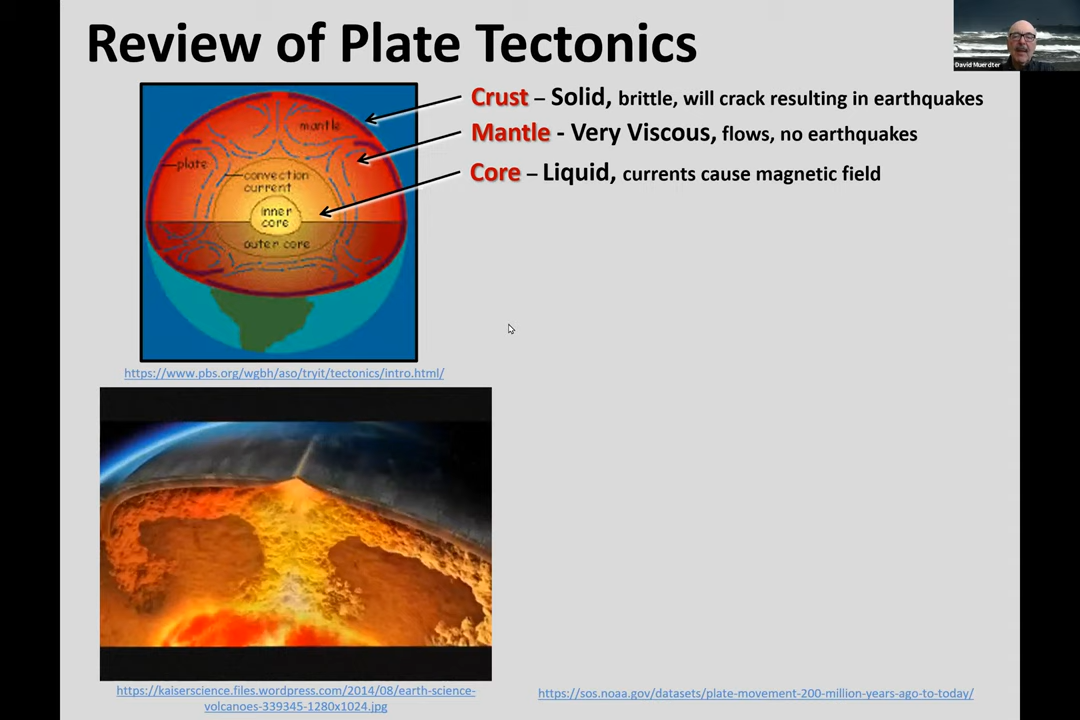 Review of Plate Tectonics
David Muerdter
Crust – Solid, brittle, will crack resulting in earthquakes
Mantle - Very Viscous, flows, no earthquakes
Core – Liquid, currents cause magnetic field
mantle
plate
convection
current
inner
core
outer core
https://www.pbs.org/wgbh/aso/tryit/tectonics/intro.html/
https://kaiserscience.files.wordpress.com/2014/08/earth-science-
volcanoes-339345-1280x1024.jpg
https://sos.noaa.gov/datasets/plate-movement-200-million-years-ago-to-today/